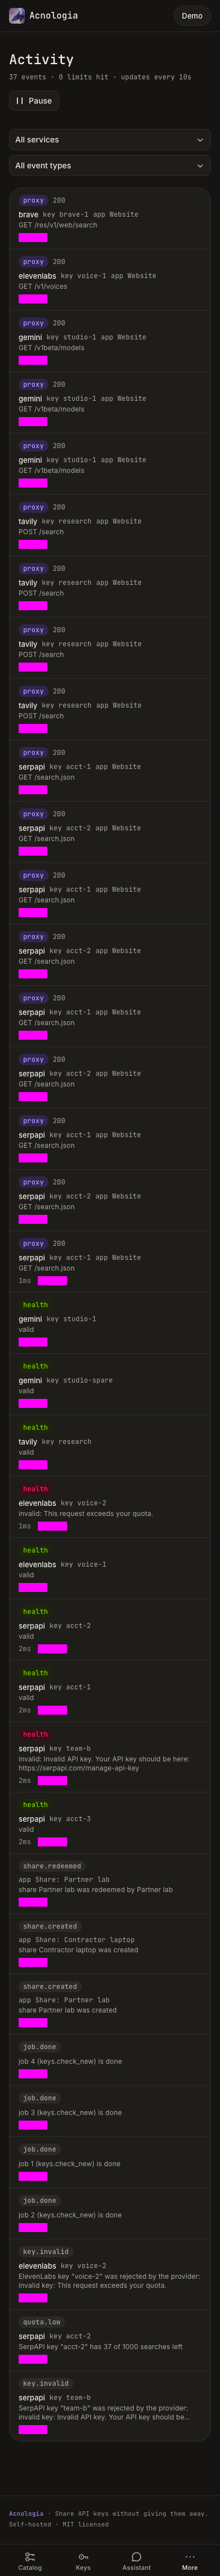 Acnologia
Demo
Activity
37 events · 0 limits hit · updates every 10s
Pause
All services
All event types
proxy 200
brave key brave-1 app Website
GET /res/v1/web/search
proxy 200
elevenlabs key voice-1 app Website
GET /v1/voices
proxy 200
gemini key studio-1 app Website
GET /v1beta/models
proxy 200
gemini key studio-1 app Website
GET /v1beta/models
proxy 200
gemini key studio-1 app Website
GET /v1beta/models
proxy 200
tavily key research app Website
POST /search
proxy 200
tavily key research app Website
POST /search
proxy 200
tavily key research app Website
POST /search
proxy 200
tavily key research app Website
POST /search
proxy 200
serpapi key acct-1 app Website
GET /search.json
proxy 200
serpapi key acct-2 app Website
GET /search.json
proxy 200
serpapi key acct-1 app Website
GET /search.json
proxy 200
serpapi key acct-2 app Website
GET /search.json
proxy 200
serpapi key acct-1 app Website
GET /search.json
proxy 200
serpapi key acct-2 app Website
GET /search.json
proxy 200
serpapi key acct-1 app Website
GET /search.json
proxy 200
serpapi key acct-2 app Website
GET /search.json
proxy 200
serpapi key acct-1 app Website
GET /search.json
1ms
health
gemini key studio-1
valid
health
gemini key studio-spare
valid
health
tavily key research
valid
health
elevenlabs key voice-2
invalid: This request exceeds your quota.
1ms
health
elevenlabs key voice-1
valid
health
serpapi key acct-2
valid
2ms
health
serpapi key acct-1
valid
2ms
health
serpapi key team-b
invalid: Invalid API key. Your API key should be here:
https://serpapi.com/manage-api-key
2ms
health
serpapi key acct-3
valid
2ms
share.redeemed
app Share: Partner lab
share Partner lab was redeemed by Partner lab
share.created
app Share: Contractor laptop
share Contractor laptop was created
share.created
app Share: Partner lab
share Partner lab was created
job.done
job 4 (keys.check_new) is done
job.done
job 3 (keys.check_new) is done
job.done
job 1 (keys.check_new) is done
job.done
job 2 (keys.check_new) is done
key.invalid
elevenlabs key voice-2
ElevenLabs key "voice-2" was rejected by the provider:
invalid key: This request exceeds your quota.
quota.low
serpapi key acct-2
SerpAPI key "acct-2" has 37 of 1000 searches left
key.invalid
serpapi key team-b
SerpAPI key "team-b" was rejected by the provider:
invalid key: Invalid API key. Your API key should be...
Acnologia · Share API keys without giving them away.
Self-hosted · MIT licensed
Catalog
Keys
Assistant
More